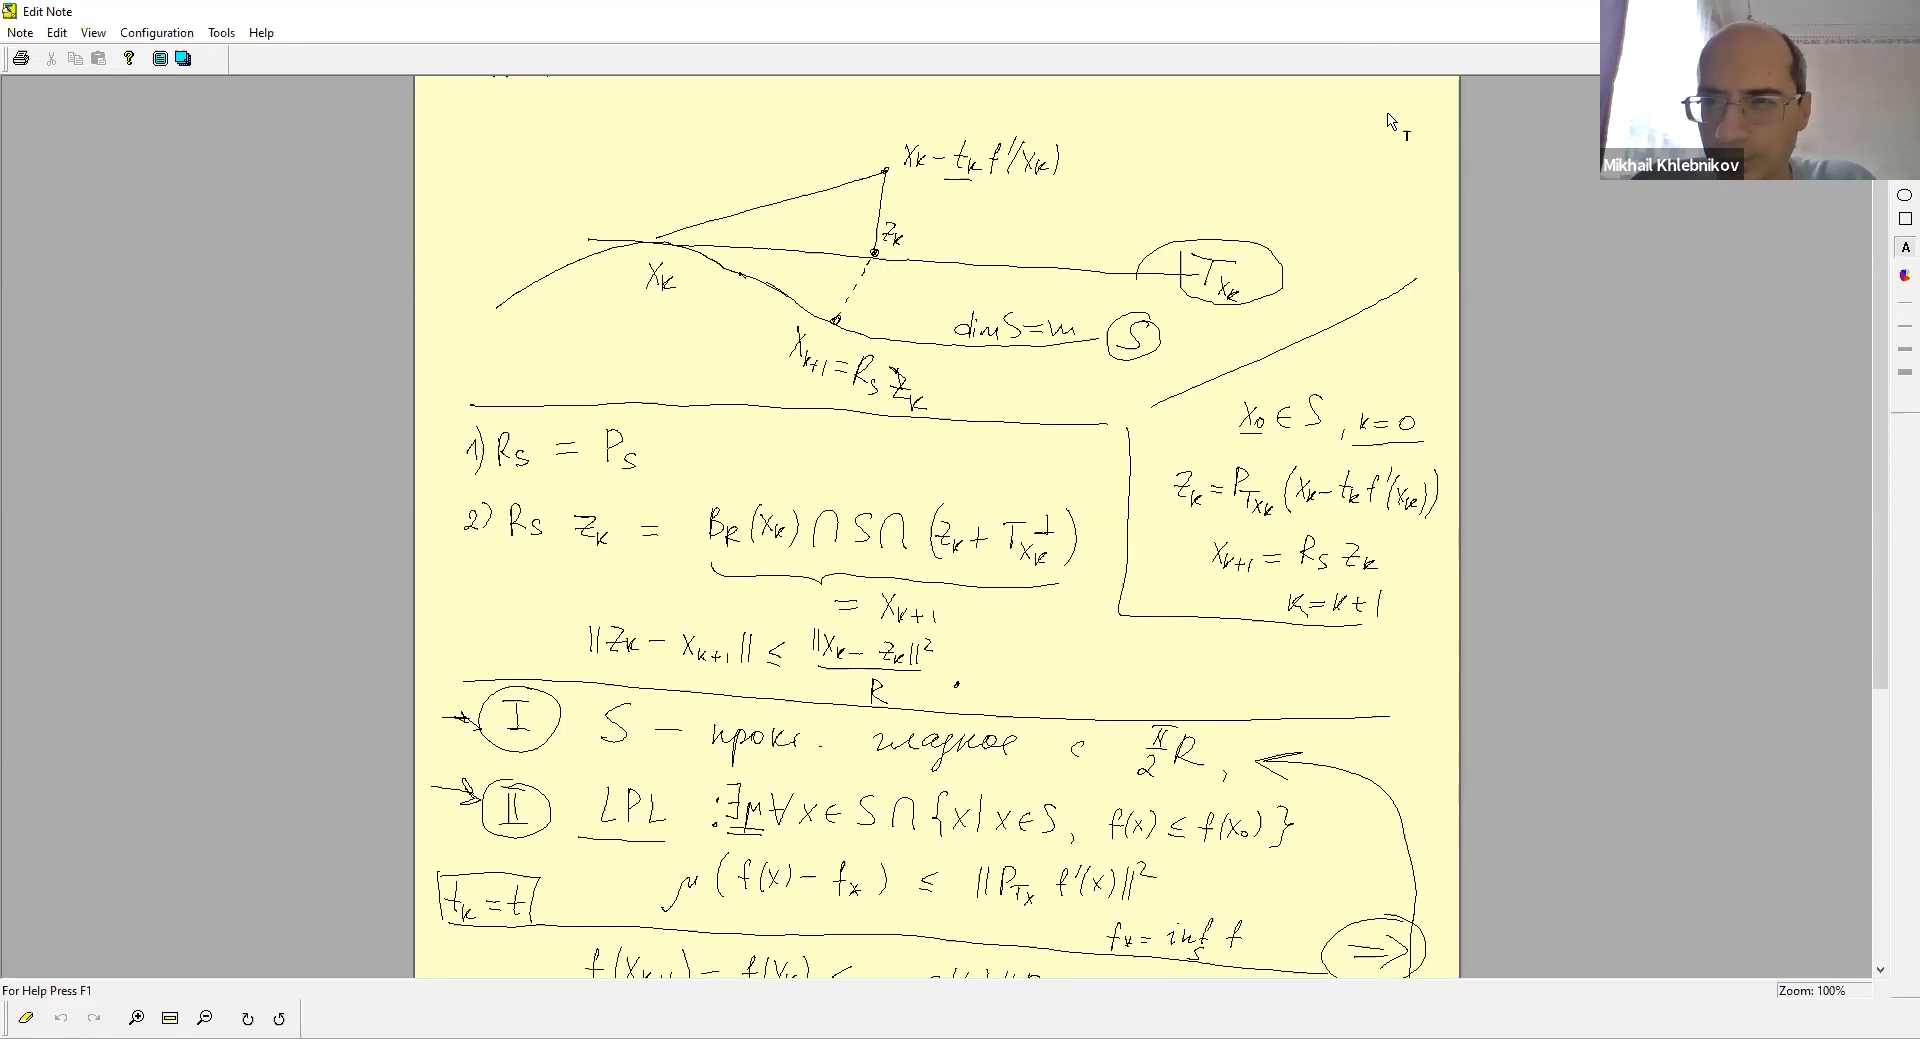 Edit Note
Note Edit View Configuration Tools Help
Mikhail Khlebnikov
x_k - t_k f'(x_k)
z_k
x_k
T_{x_k}
dim S = m
S
x_{k+1} = R_S z_k
1) R_S = P_S
2) R_S z_k = B_R(x_k) ∩ S ∩ (z_k + T_{x_k}^⊥)
= x_{k+1}
||z_k - x_{k+1}|| ≤ ||x_k - z_k||² / R
x_0 ∈ S, k = 0
z_k = P_{T_{x_k}} (x_k - t_k f'(x_k))
x_{k+1} = R_S z_k
k = k + 1
I S - прокс. гладкое с π/2 R,
II LPL : ∃μ ∀x ∈ S ∩ {x | x ∈ S, f(x) ≤ f(x_0)}
μ (f(x) - f_*) ≤ ||P_{T_x} f'(x)||²
t_k = t
f_* = inf_S f
⇒
For Help Press F1
Zoom: 100%